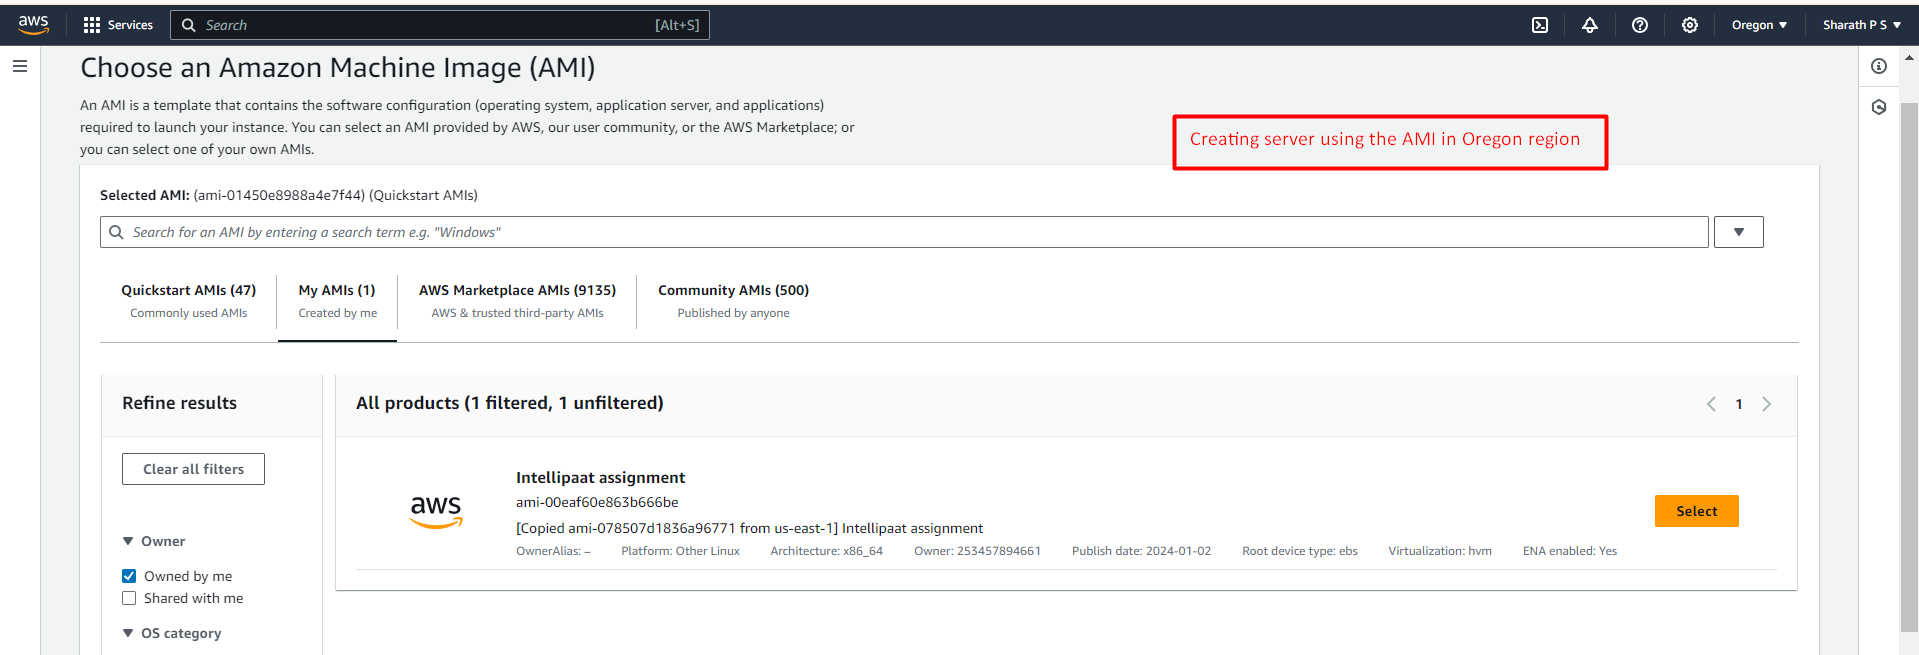 aws
Services
Search
[Alt+S]
Oregon
Sharath P S
Choose an Amazon Machine Image (AMI)
An AMI is a template that contains the software configuration (operating system, application server, and applications)
required to launch your instance. You can select an AMI provided by AWS, our user community, or the AWS Marketplace; or
you can select one of your own AMIs.
Creating server using the AMI in Oregon region
Selected AMI: (ami-01450e8988a4e7f44) (Quickstart AMIs)
Search for an AMI by entering a search term e.g. "Windows"
Quickstart AMIs (47)
Commonly used AMIs
My AMIs (1)
Created by me
AWS Marketplace AMIs (9135)
AWS & trusted third-party AMIs
Community AMIs (500)
Published by anyone
Refine results
Clear all filters
Owner
Owned by me
Shared with me
OS category
All products (1 filtered, 1 unfiltered)
1
aws
Intellipaat assignment
ami-00eaf60e863b666be
[Copied ami-078507d1836a96771 from us-east-1] Intellipaat assignment
OwnerAlias: – Platform: Other Linux Architecture: x86_64 Owner: 253457894661 Publish date: 2024-01-02 Root device type: ebs Virtualization: hvm ENA enabled: Yes
Select